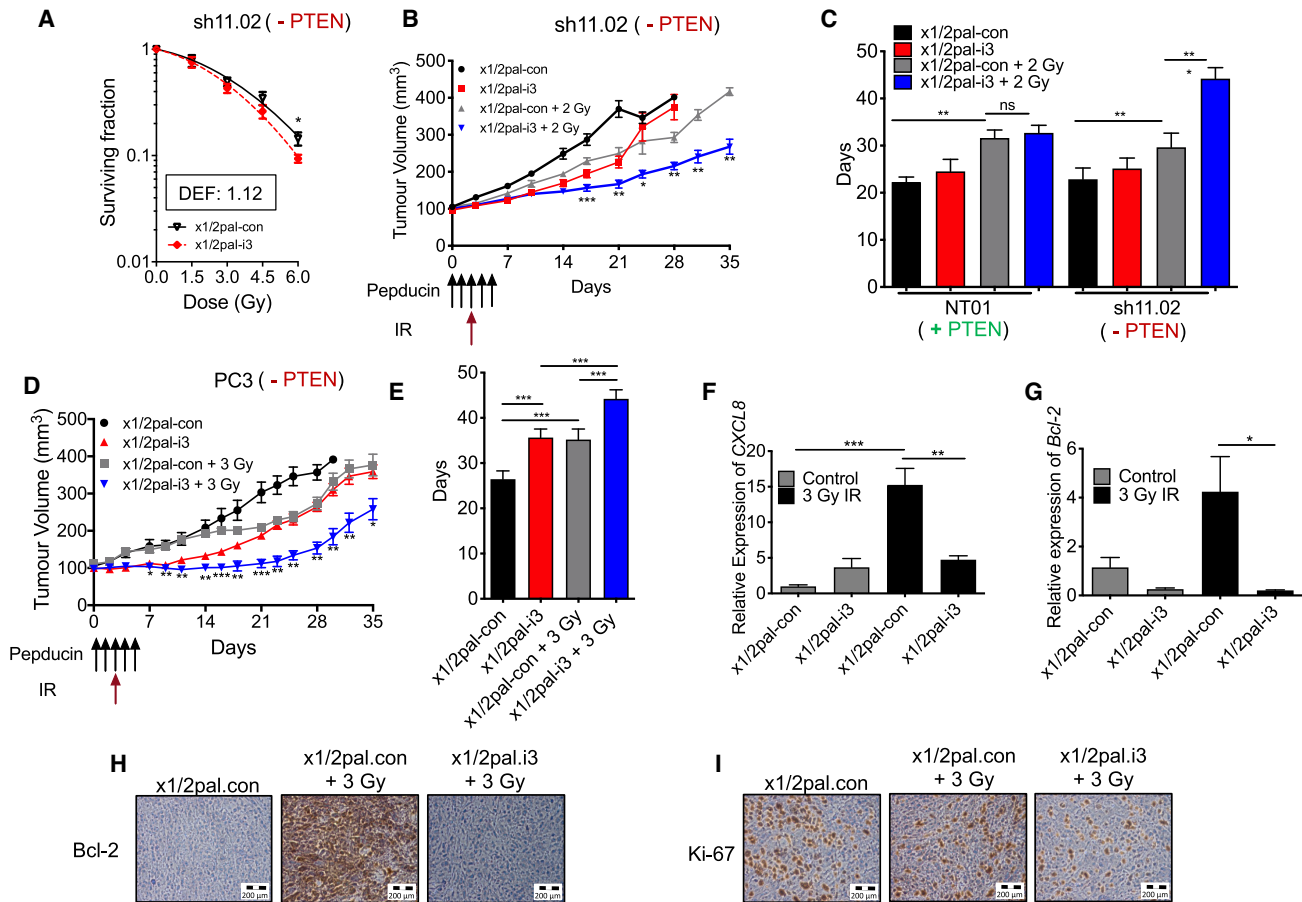 A
sh11.02 (- PTEN)
Surviving fraction
1
0.1
0.01
*
DEF: 1.12
x1/2pal-con
x1/2pal-i3
0.0 1.5 3.0 4.5 6.0
Dose (Gy)
B
sh11.02 (- PTEN)
Tumour Volume (mm3)
500
400
300
200
100
0
x1/2pal-con
x1/2pal-i3
x1/2pal-con + 2 Gy
x1/2pal-i3 + 2 Gy
*** ** * ** ** **
0 7 14 21 28 35
Days
Pepducin
IR
C
x1/2pal-con
x1/2pal-i3
x1/2pal-con + 2 Gy
x1/2pal-i3 + 2 Gy
Days
50
40
30
20
10
0
** ns ** **
*
NT01
(+ PTEN)
sh11.02
(- PTEN)
D
PC3 (- PTEN)
Tumour Volume (mm3)
500
400
300
200
100
0
x1/2pal-con
x1/2pal-i3
x1/2pal-con + 3 Gy
x1/2pal-i3 + 3 Gy
* ** ** ** *** ** *** ** ** ** ** ** *
0 7 14 21 28 35
Days
Pepducin
IR
E
Days
50
40
20
0
***
*** ***
***
x1/2pal-con
x1/2pal-i3
x1/2pal-con + 3 Gy
x1/2pal-i3 + 3 Gy
F
Relative Expression of CXCL8
20
15
10
5
0
Control
3 Gy IR
*** **
x1/2pal-con
x1/2pal-i3
x1/2pal-con
x1/2pal-i3
G
Relative expression of Bcl-2
6
4
2
0
Control
3 Gy IR
*
x1/2pal-con
x1/2pal-i3
x1/2pal-con
x1/2pal-i3
H
x1/2pal.con
x1/2pal.con
+ 3 Gy
x1/2pal.i3
+ 3 Gy
Bcl-2
200 µm
200 µm
200 µm
I
x1/2pal.con
x1/2pal.con
+ 3 Gy
x1/2pal.i3
+ 3 Gy
Ki-67
200 µm
200 µm
200 µm